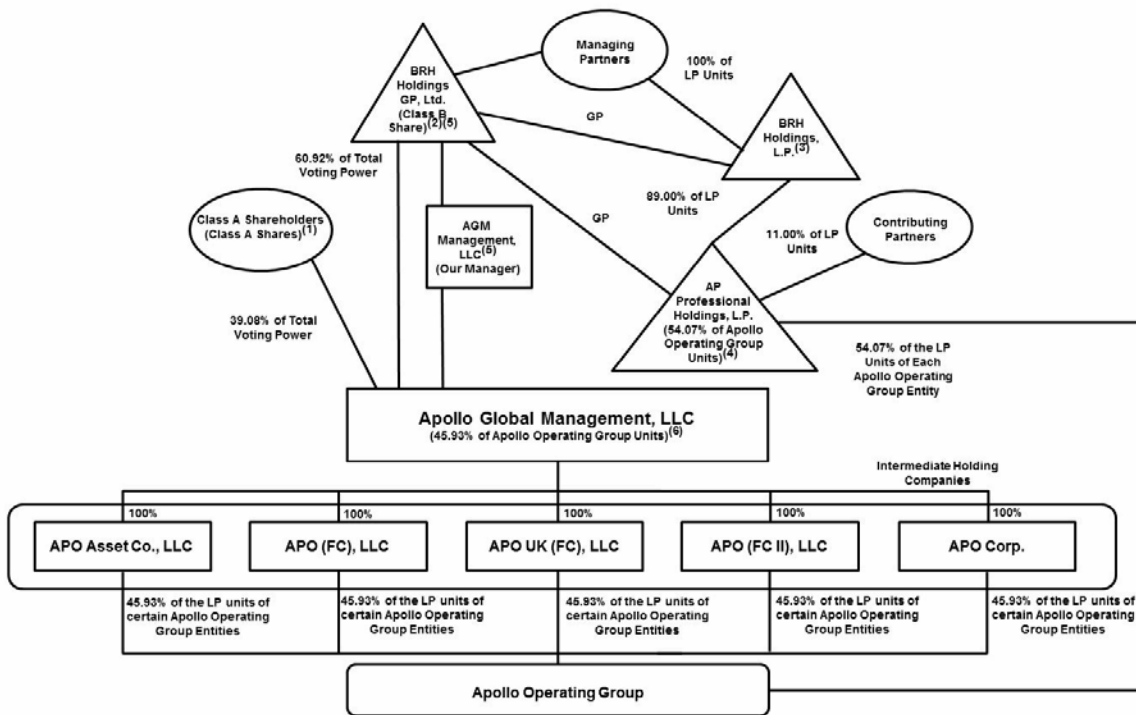 Managing
Partners
100% of
LP Units
BRH
Holdings
GP, Ltd.
(Class B
Share)(2)(5)
GP
BRH
Holdings,
L.P.(3)
60.92% of Total
Voting Power
89.00% of LP
Units
Class A Shareholders
(Class A Shares)(1)
AGM
Management,
LLC(5)
(Our Manager)
GP
11.00% of LP
Units
Contributing
Partners
39.08% of Total
Voting Power
AP
Professional
Holdings, L.P.
(54.07% of Apollo
Operating Group
Units)(4)
54.07% of the LP
Units of Each
Apollo Operating
Group Entity
Apollo Global Management, LLC
(45.93% of Apollo Operating Group Units)(6)
Intermediate Holding
Companies
100%
100%
100%
100%
100%
APO Asset Co., LLC
APO (FC), LLC
APO UK (FC), LLC
APO (FC II), LLC
APO Corp.
45.93% of the LP units of
certain Apollo Operating
Group Entities
45.93% of the LP units of
certain Apollo Operating
Group Entities
45.93% of the LP units of
certain Apollo Operating
Group Entities
45.93% of the LP units of
certain Apollo Operating
Group Entities
45.93% of the LP units of
certain Apollo Operating
Group Entities
Apollo Operating Group